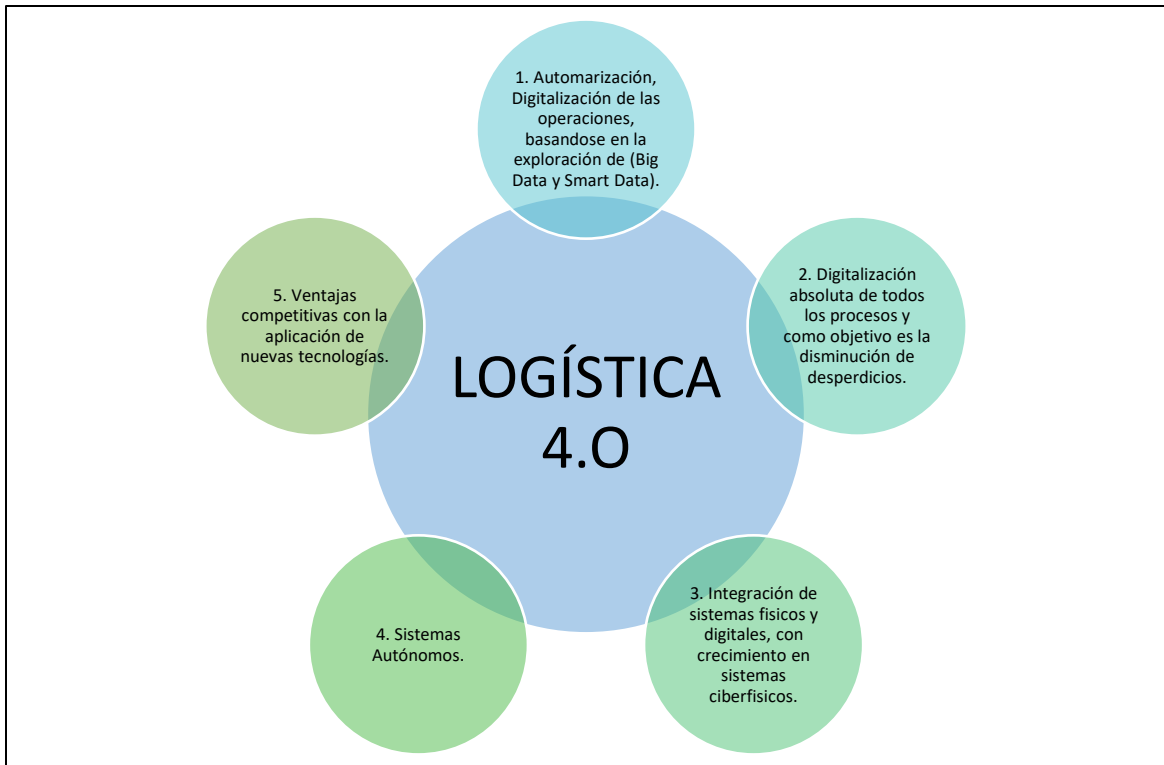 1. Automarización,
Digitalización de las
operaciones,
basandose en la
exploración de (Big
Data y Smart Data).
2. Digitalización
absoluta de todos
los procesos y
como objetivo es la
disminución de
desperdicios.
3. Integración de
sistemas fisicos y
digitales, con
crecimiento en
sistemas
ciberfisicos.
4. Sistemas
Autónomos.
5. Ventajas
competitivas con la
aplicación de
nuevas tecnologías.
LOGÍSTICA
4.O